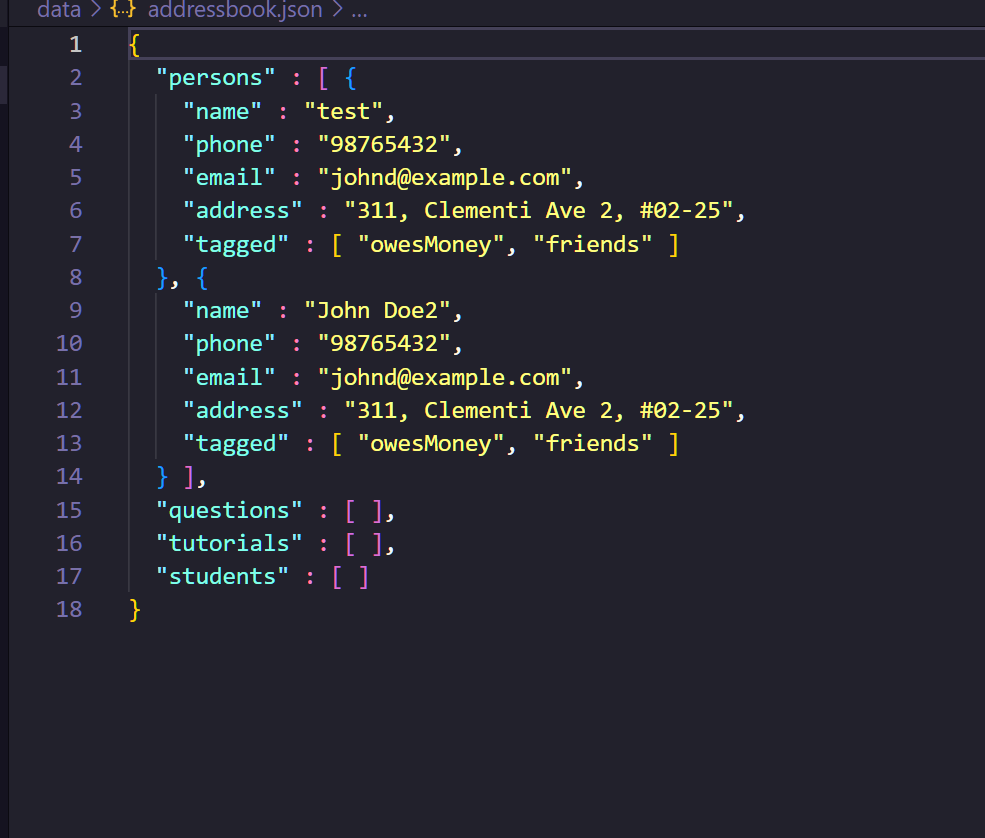 data > {..} addressbook.json > ...
1 {
2 "persons" : [ {
3 "name" : "test",
4 "phone" : "98765432",
5 "email" : "johnd@example.com",
6 "address" : "311, Clementi Ave 2, #02-25",
7 "tagged" : [ "owesMoney", "friends" ]
8 }, {
9 "name" : "John Doe2",
10 "phone" : "98765432",
11 "email" : "johnd@example.com",
12 "address" : "311, Clementi Ave 2, #02-25",
13 "tagged" : [ "owesMoney", "friends" ]
14 } ],
15 "questions" : [ ],
16 "tutorials" : [ ],
17 "students" : [ ]
18 }